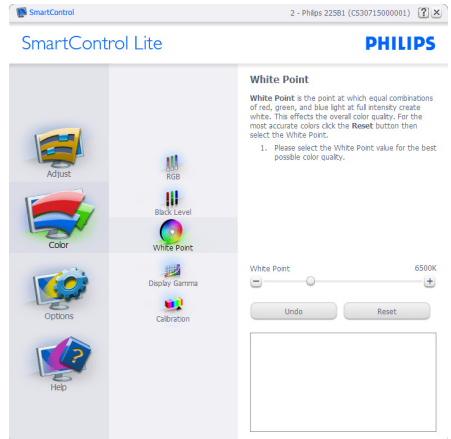 SmartControl
2 - Philips 225B1 (CS30715000001)
SmartControl Lite
PHILIPS
Adjust
Color
Options
Help
RGB
Black Level
White Point
Display Gamma
Calibration
White Point
White Point is the point at which equal combinations
of red, green, and blue light at full intensity create
white. This effects the overall color quality. For the
most accurate colors click the Reset button then
select the White Point.
1. Please select the White Point value for the best
possible color quality.
White Point 6500K
Undo Reset